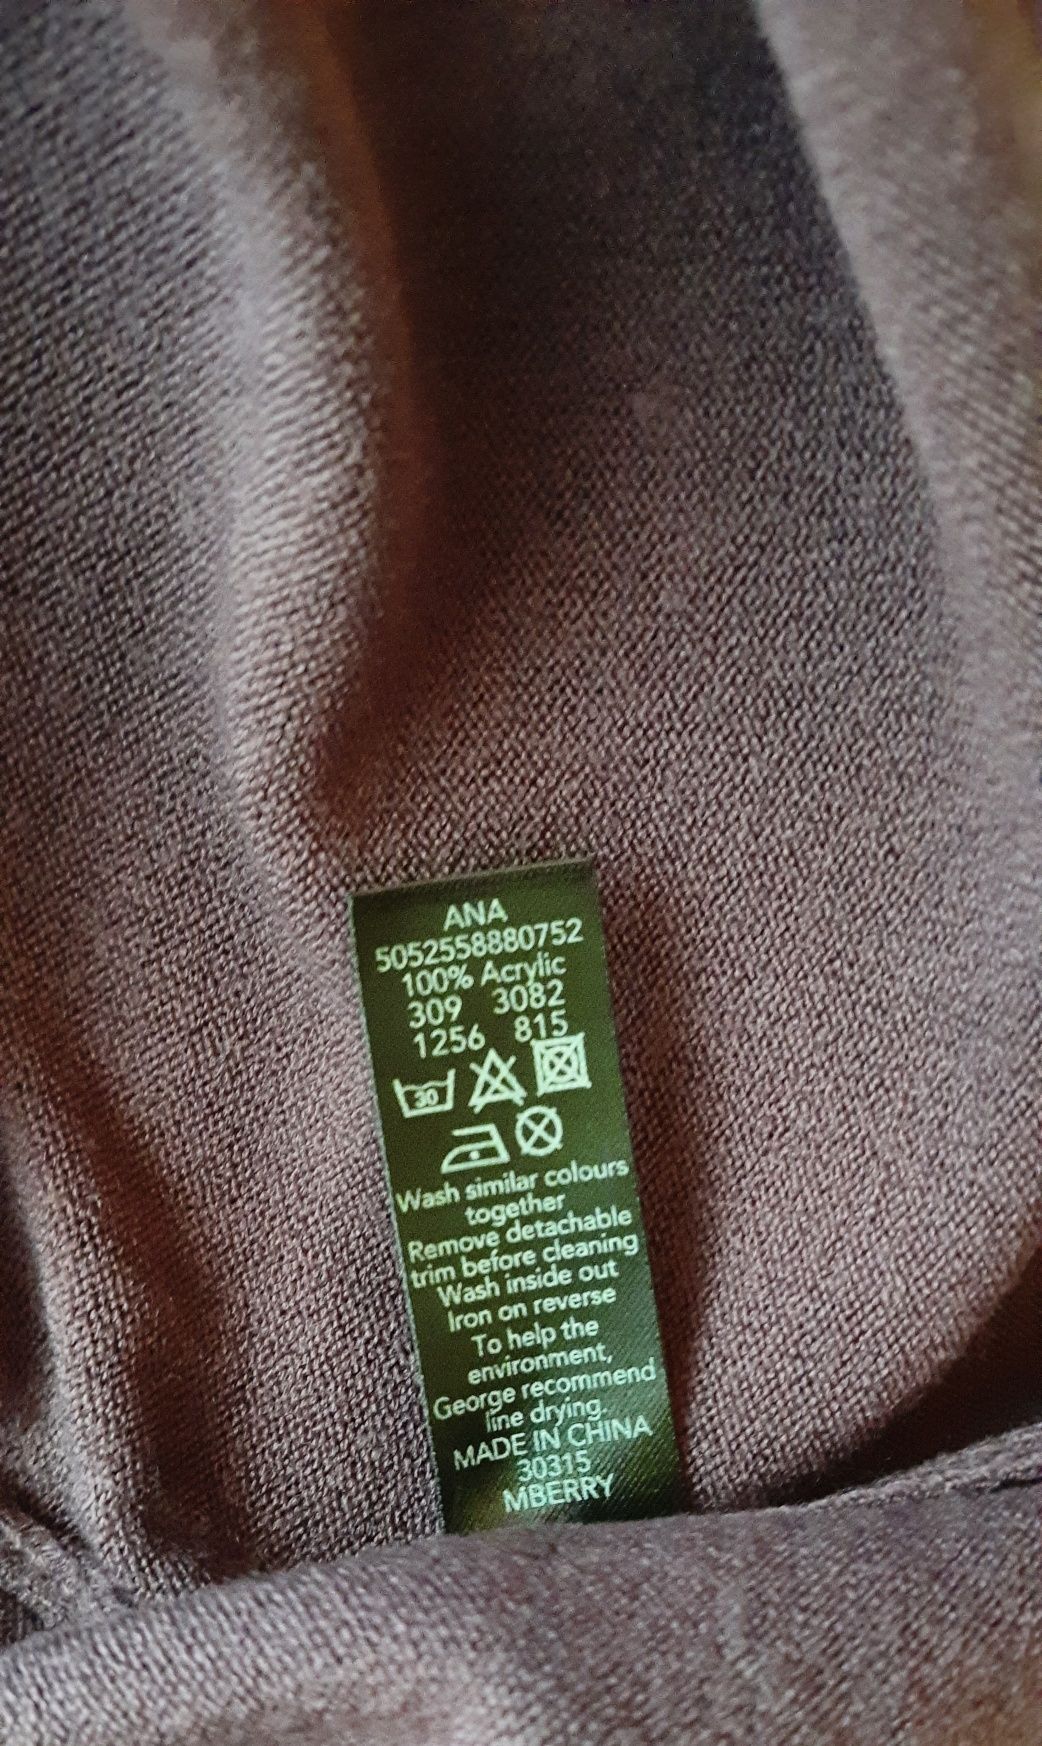 ANA
5052558880752
100% Acrylic
309 3082
1256 815
30
Wash similar colours
together
Remove detachable
trim before cleaning
Wash inside out
Iron on reverse
To help the
environment,
George recommend
line drying.
MADE IN CHINA
30315
MBERRY